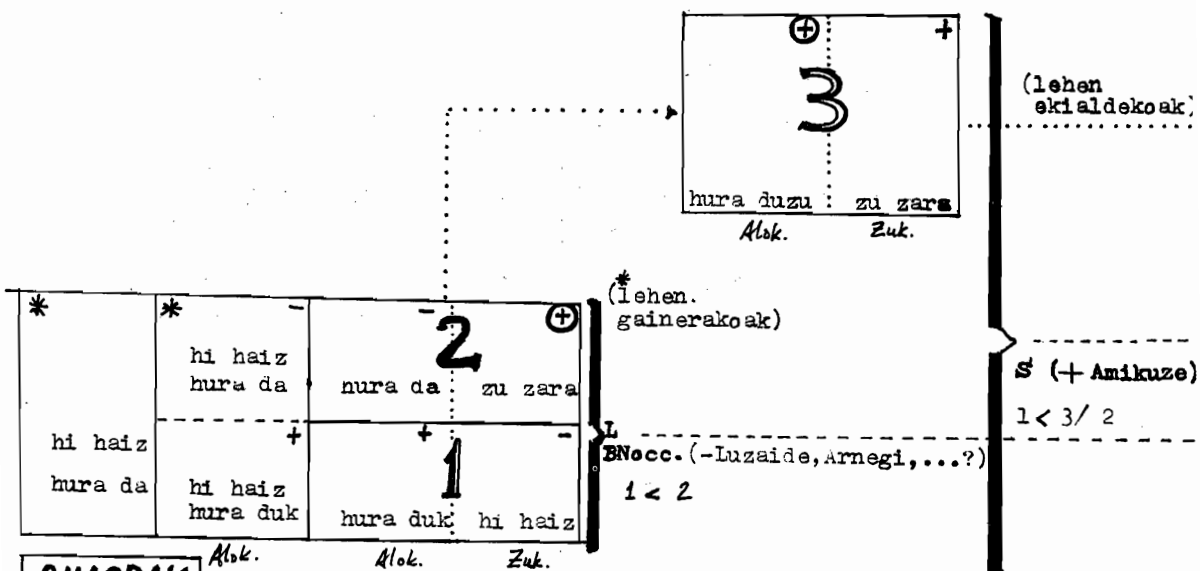 ⊕ +
3
hura duzu zu zara
Alok. Zuk.
(lehen
ekialdekoak)
* * - - 2 ⊕
hi haiz
hura da nura da zu zara
(*lehen.
gainerakoak)
S (+ Amikuze)
1 < 3/ 2
+ + 1 -
hi haiz
hura da hi haiz
hura duk hura duk hi haiz
Alok. Alok. Zuk.
L
BNocc. (-Luzaide, Arnegi, ...?)
1 < 2